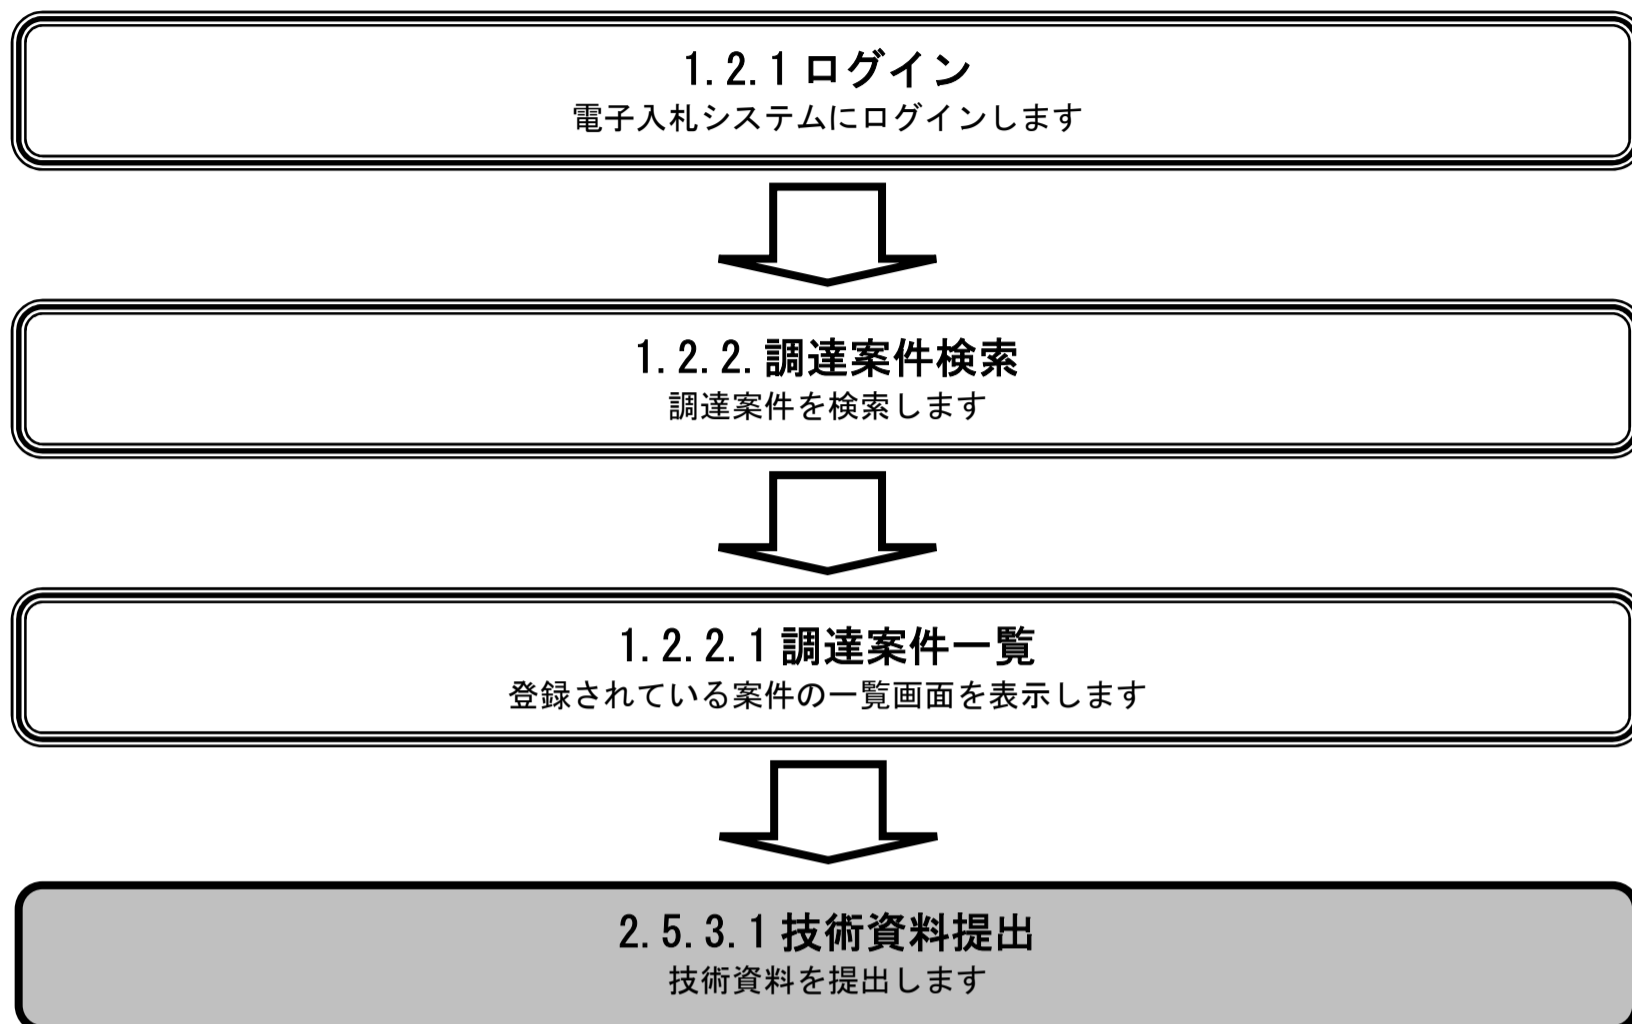 1.2.1 ログイン
電子入札システムにログインします
1.2.2.調達案件検索
調達案件を検索します
1.2.2.1 調達案件一覧
登録されている案件の一覧画面を表示します
2.5.3.1 技術資料提出
技術資料を提出します